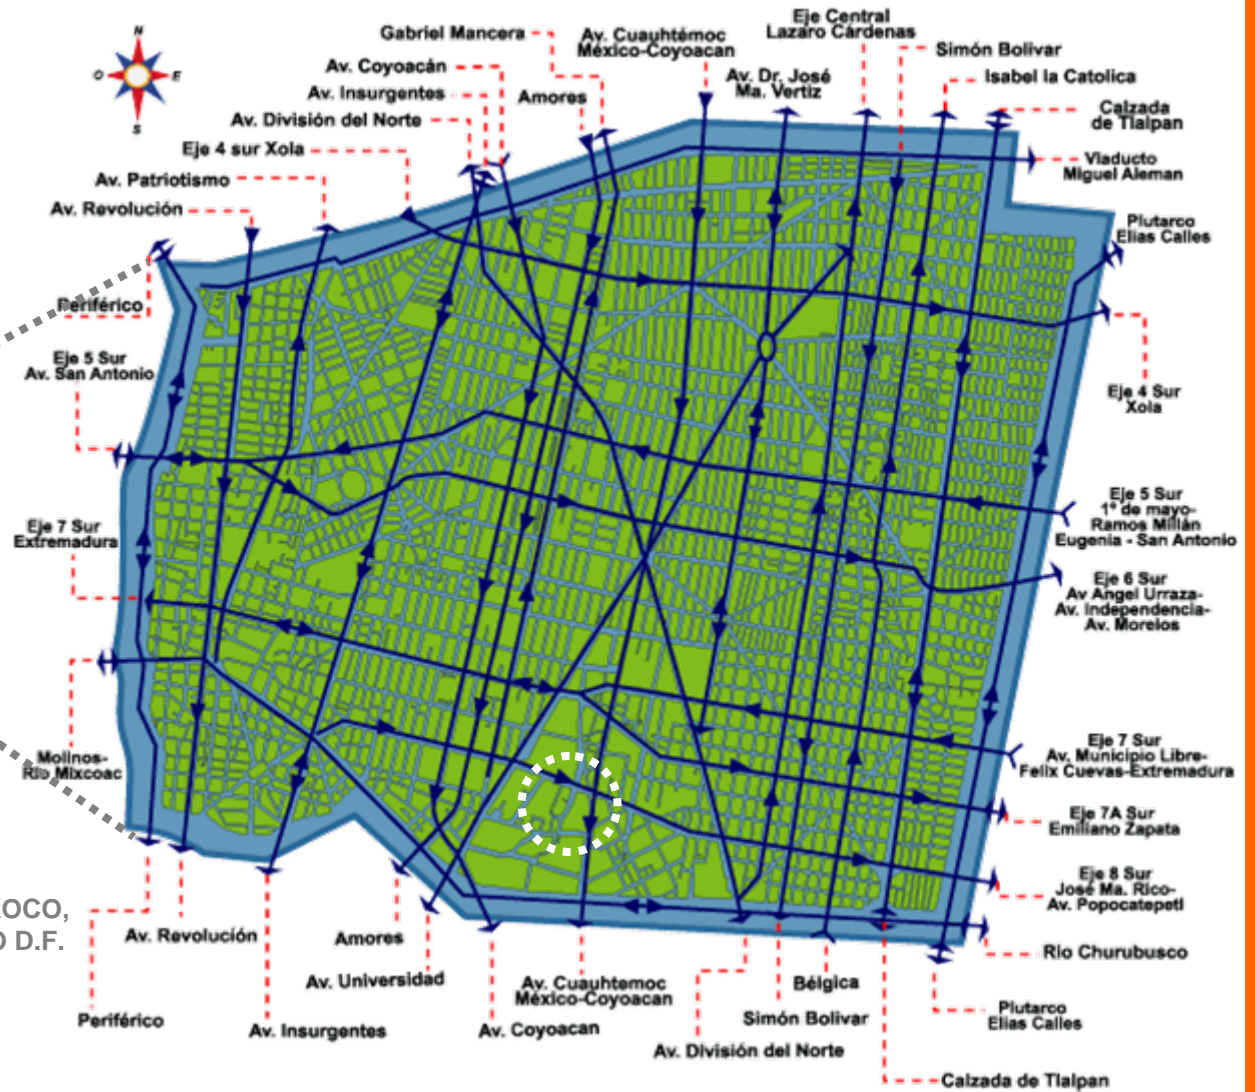 N
O
E
S
Gabriel Mancera
Av. Cuauhtémoc
México-Coyoacan
Eje Central
Lazaro Cárdenas
Simón Bolivar
Av. Coyoacán
Av. Dr. José
Ma. Vertiz
Isabel la Catolica
Av. Insurgentes
Amores
Calzada
de Tlalpan
Av. División del Norte
Eje 4 sur Xola
Viaducto
Miguel Aleman
Av. Patriotismo
Av. Revolución
Plutarco
Elias Calles
Periférico
Eje 5 Sur
Av. San Antonio
Eje 4 Sur
Xola
Eje 5 Sur
1º de mayo-
Ramos Millán
Eugenia - San Antonio
Eje 7 Sur
Extremadura
Eje 6 Sur
Av Angel Urraza-
Av. Independencia-
Av. Morelos
Molinos-
Rio Mixcoac
Eje 7 Sur
Av. Municipio Libre-
Felix Cuevas-Extremadura
Eje 7A Sur
Emiliano Zapata
Eje 8 Sur
José Ma. Rico-
Av. Popocatepetl
XOCO,
O D.F.
Av. Revolución
Amores
Rio Churubusco
Av. Universidad
Av. Cuauhtemoc
México-Coyoacan
Bélgica
Periférico
Av. Insurgentes
Av. Coyoacan
Simón Bolivar
Plutarco
Elias Calles
Av. División del Norte
Calzada de Tlalpan